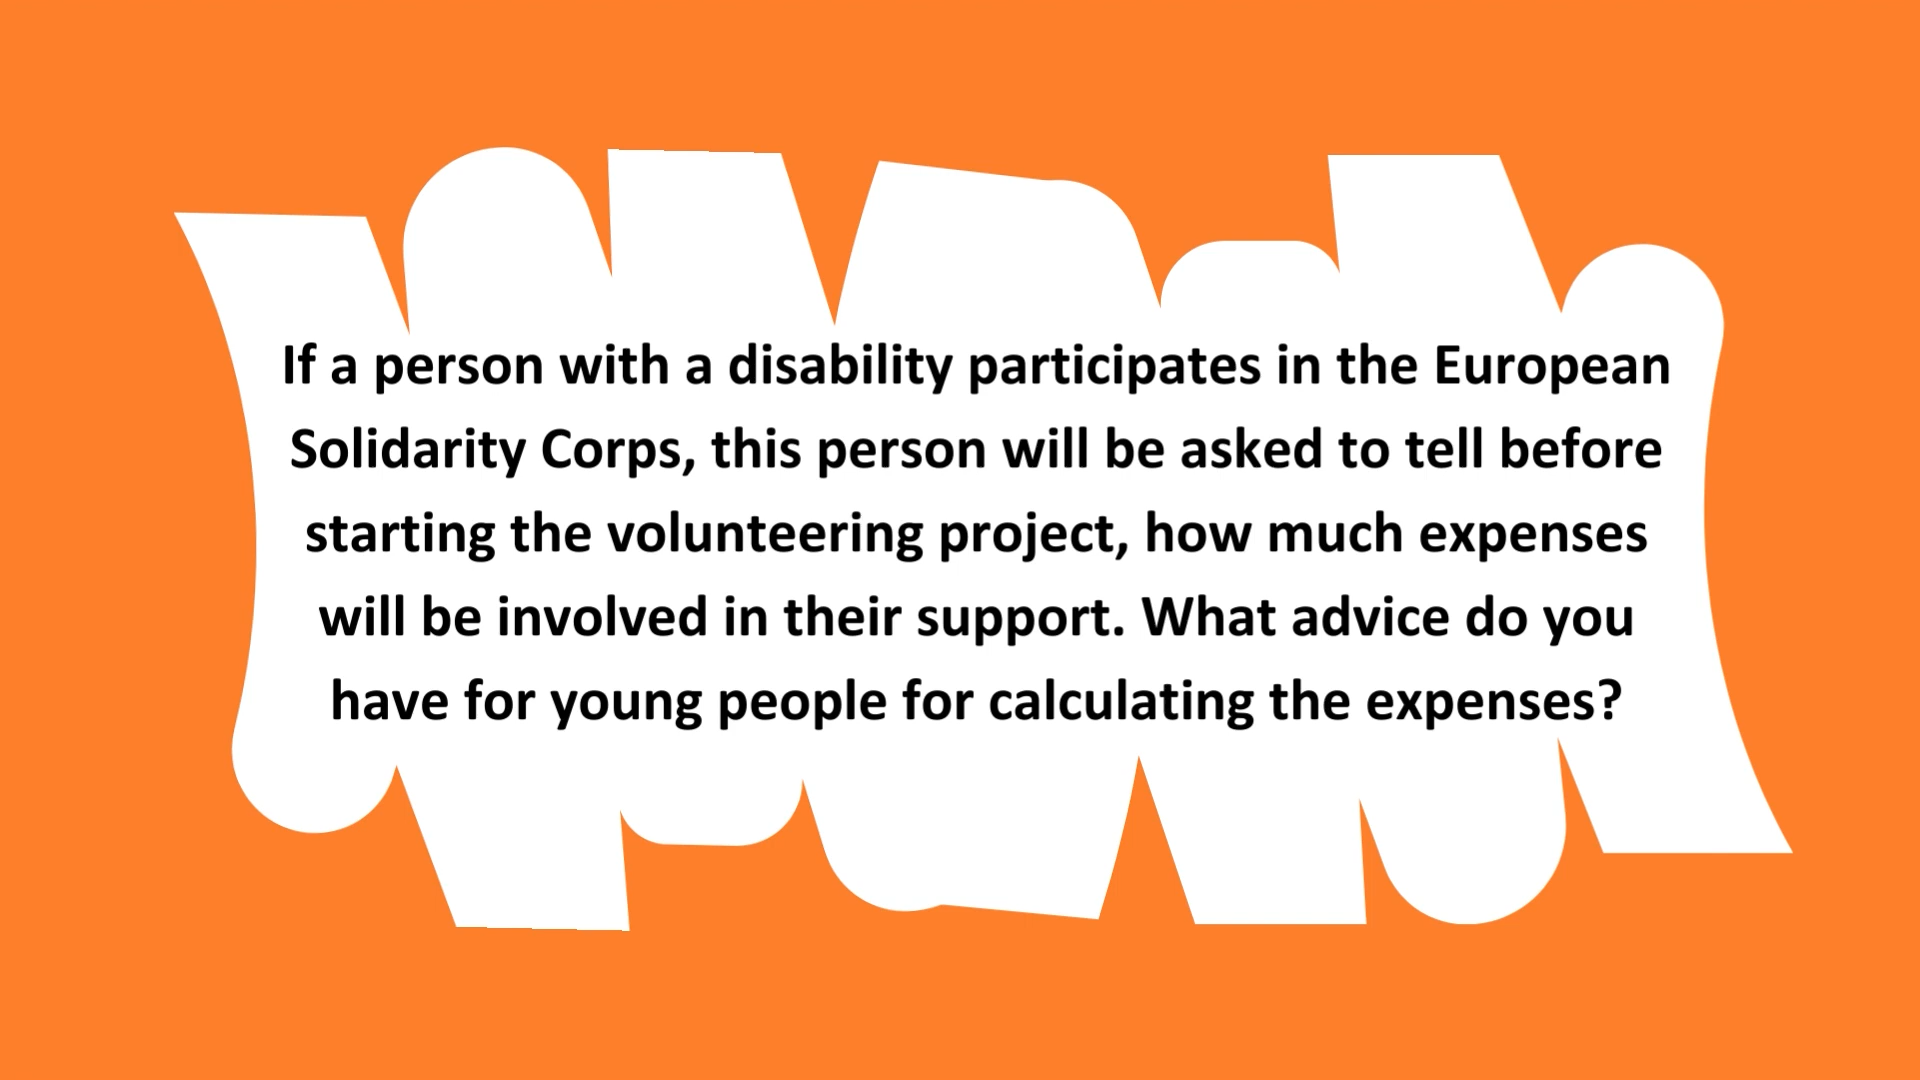 If a person with a disability participates in the European
Solidarity Corps, this person will be asked to tell before
starting the volunteering project, how much expenses
will be involved in their support. What advice do you
have for young people for calculating the expenses?